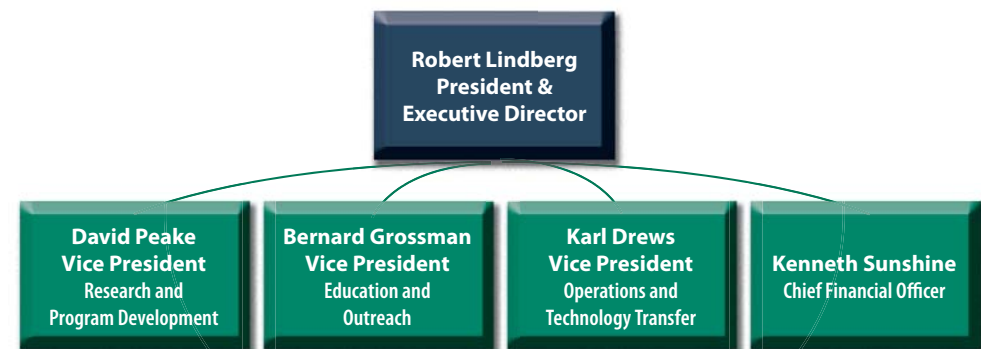 Robert Lindberg
President &
Executive Director
David Peake
Vice President
Research and
Program Development
Bernard Grossman
Vice President
Education and
Outreach
Karl Drews
Vice President
Operations and
Technology Transfer
Kenneth Sunshine
Chief Financial Officer